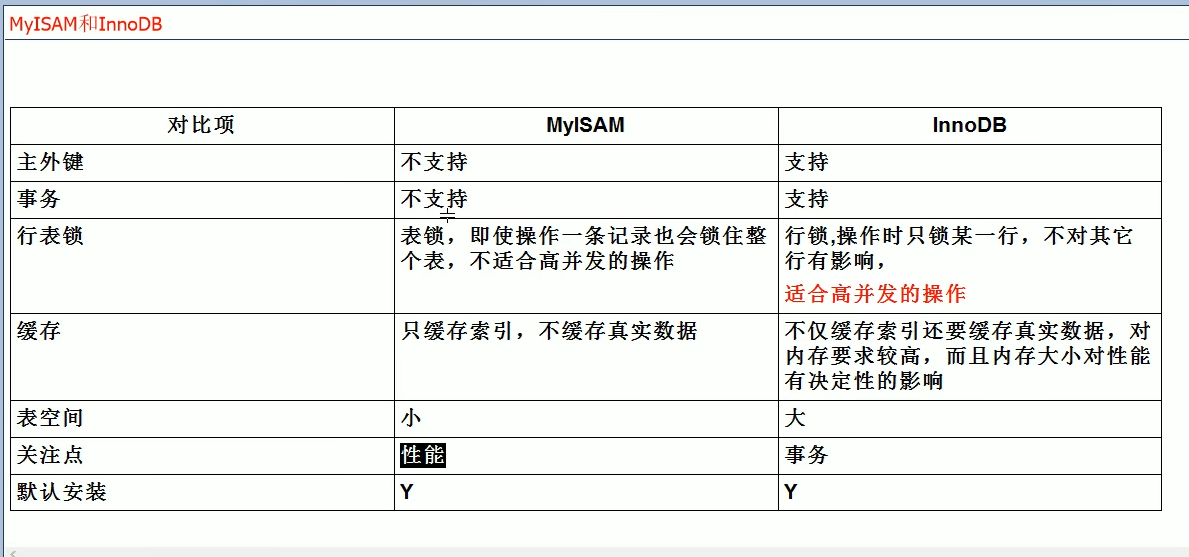 MyISAM和InnoDB
对比项 MyISAM InnoDB
主外键 不支持 支持
事务 不支持 支持
行表锁 表锁，即使操作一条记录也会锁住整 行锁,操作时只锁某一行，不对其它
个表，不适合高并发的操作 行有影响，
适合高并发的操作
缓存 只缓存索引，不缓存真实数据 不仅缓存索引还要缓存真实数据，对
内存要求较高，而且内存大小对性能
有决定性的影响
表空间 小 大
关注点 性能 事务
默认安装 Y Y